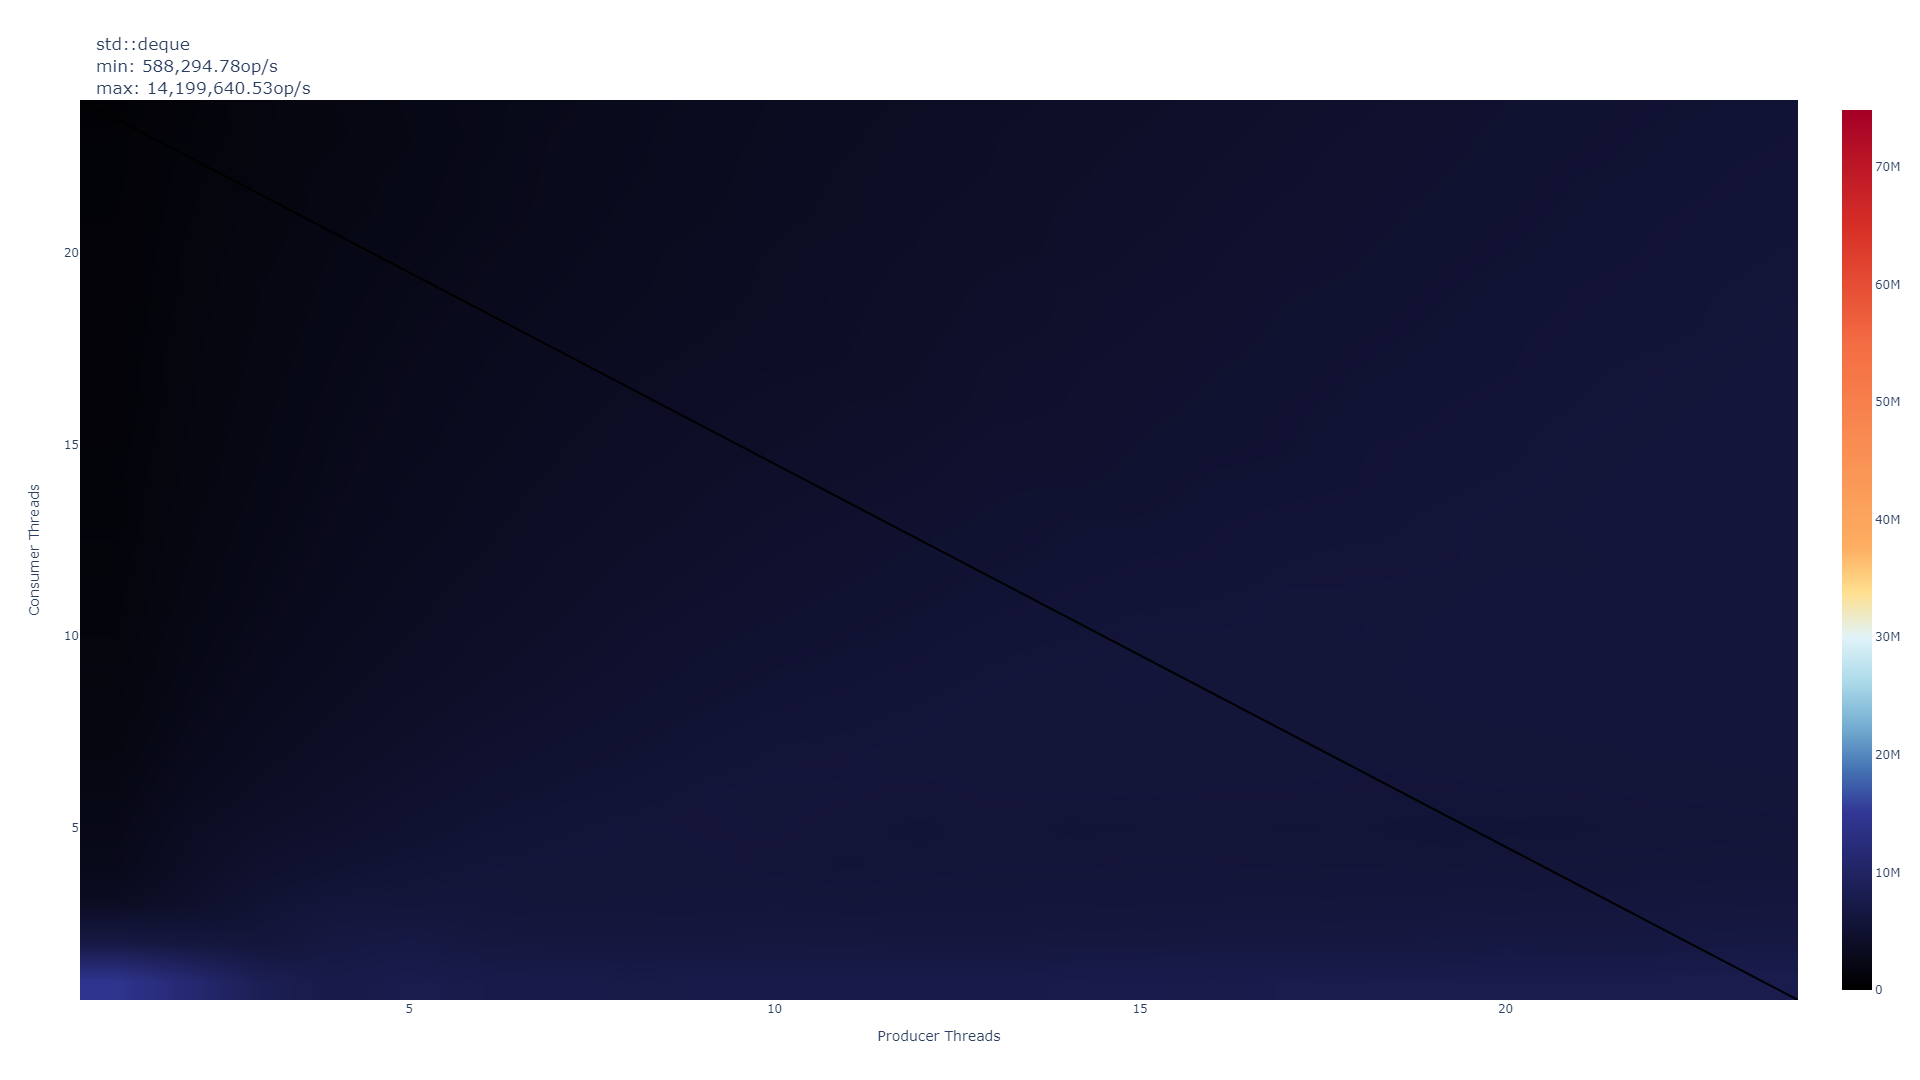 std::deque
min: 588,294.78op/s
max: 14,199,640.53op/s
70M
60M
50M
40M
30M
20M
10M
0
20
15
10
5
Consumer Threads
5
10
15
20
Producer Threads